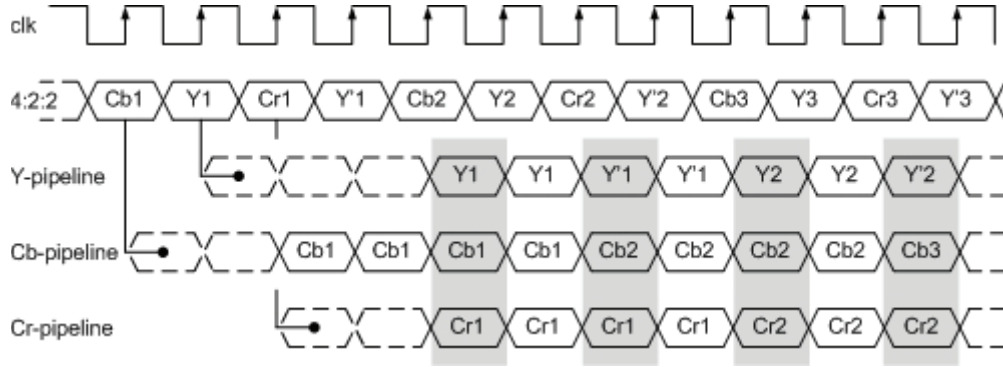 clk
4:2:2 Cb1 Y1 Cr1 Y'1 Cb2 Y2 Cr2 Y'2 Cb3 Y3 Cr3 Y'3
Y-pipeline Y1 Y1 Y'1 Y'1 Y2 Y2 Y'2
Cb-pipeline Cb1 Cb1 Cb1 Cb1 Cb2 Cb2 Cb2 Cb2 Cb3
Cr-pipeline Cr1 Cr1 Cr1 Cr1 Cr2 Cr2 Cr2